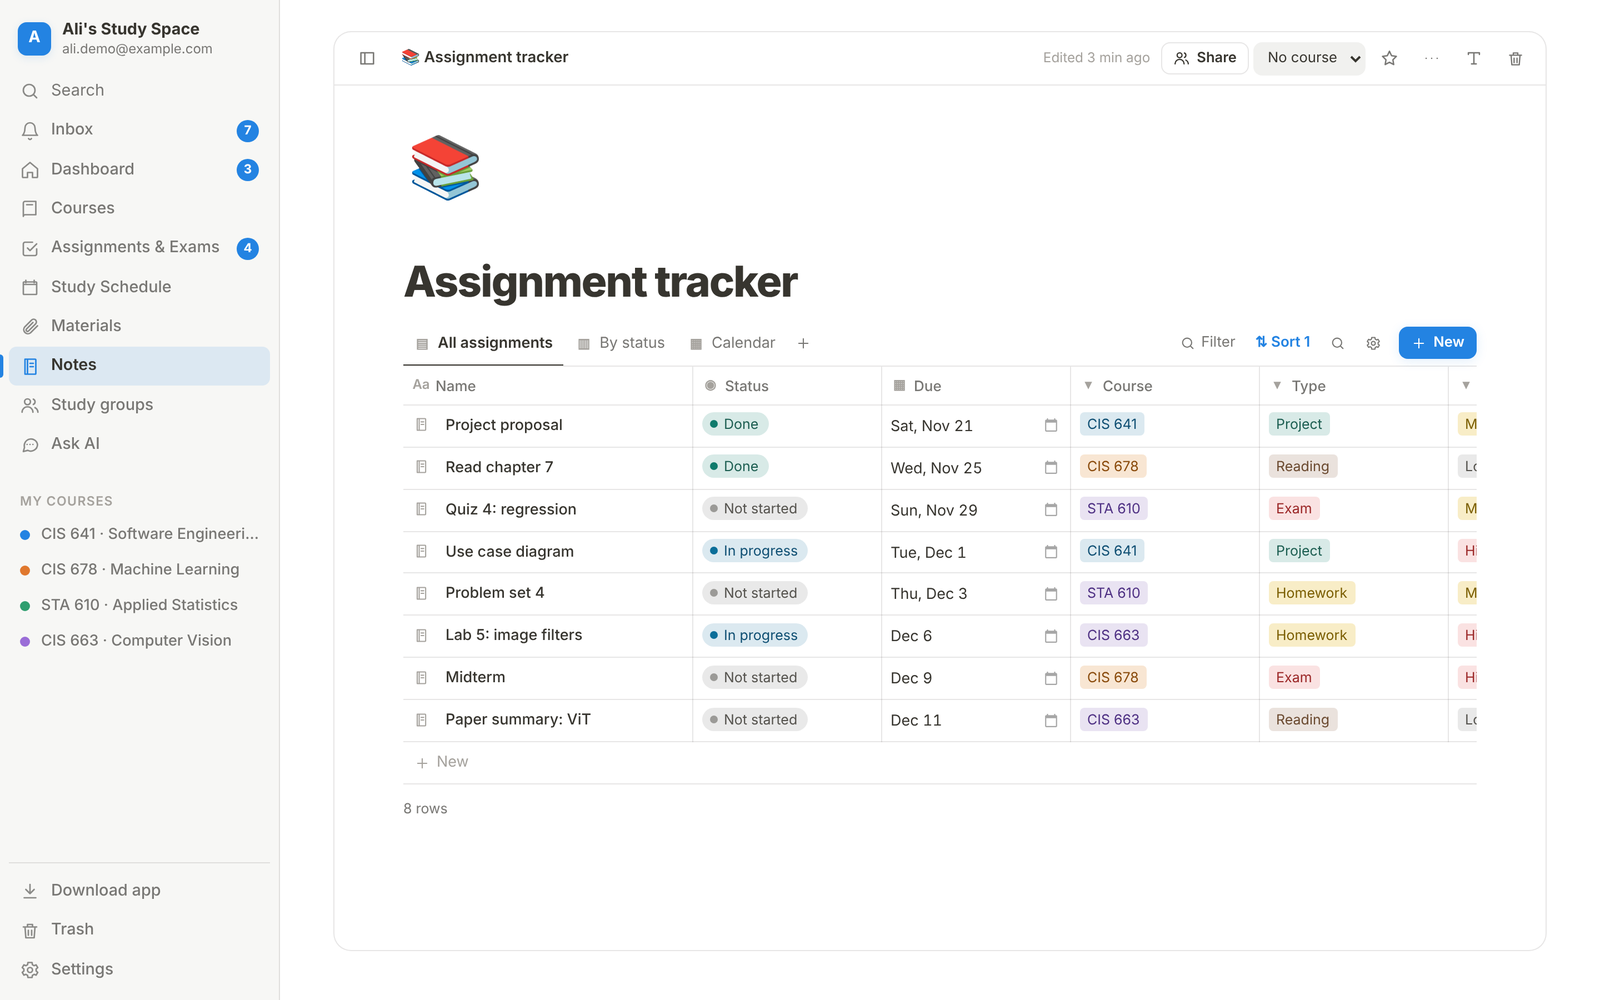 A
Ali's Study Space
ali.demo@example.com
Search
Inbox 7
Dashboard 3
Courses
Assignments & Exams 4
Study Schedule
Materials
Notes
Study groups
Ask AI
MY COURSES
CIS 641 · Software Engineeri...
CIS 678 · Machine Learning
STA 610 · Applied Statistics
CIS 663 · Computer Vision
Download app
Trash
Settings
Assignment tracker Edited 3 min ago Share No course
Assignment tracker
All assignments By status Calendar Filter Sort 1 New
Aa Name Status Due Course Type
Project proposal Done Sat, Nov 21 CIS 641 Project M
Read chapter 7 Done Wed, Nov 25 CIS 678 Reading Lo
Quiz 4: regression Not started Sun, Nov 29 STA 610 Exam M
Use case diagram In progress Tue, Dec 1 CIS 641 Project Hi
Problem set 4 Not started Thu, Dec 3 STA 610 Homework M
Lab 5: image filters In progress Dec 6 CIS 663 Homework Hi
Midterm Not started Dec 9 CIS 678 Exam Hi
Paper summary: ViT Not started Dec 11 CIS 663 Reading Lo
New
8 rows